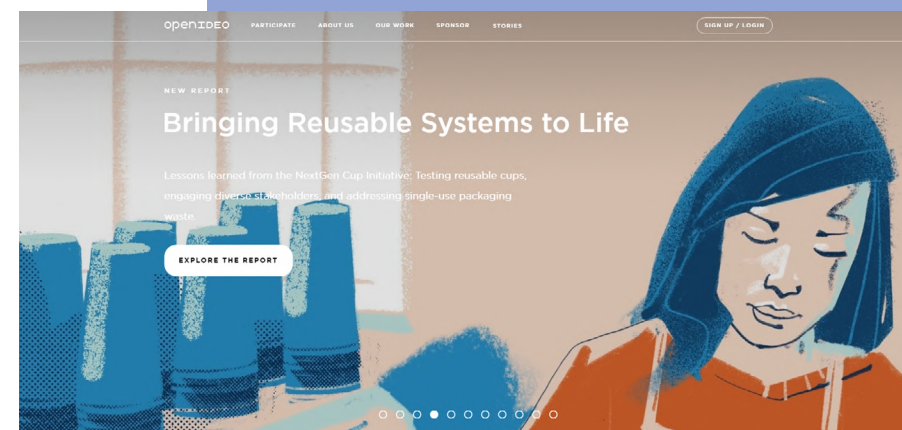 OPENIDEO
PARTICIPATE ABOUT US OUR WORK SPONSOR STORIES
SIGN UP / LOGIN
NEW REPORT
Bringing Reusable Systems to Life
Lessons learned from the NextGen Cup Initiative: Testing reusable cups,
engaging diverse stakeholders, and addressing single-use packaging
waste.
EXPLORE THE REPORT